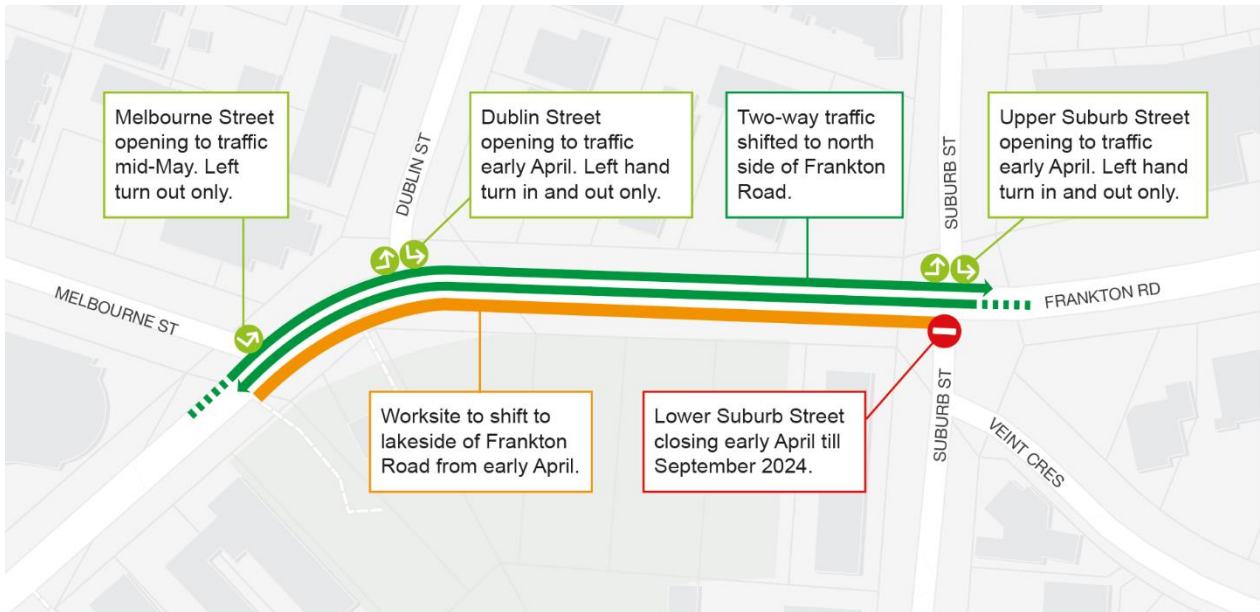 Melbourne Street
opening to traffic
mid-May. Left
turn out only.
DUBLIN ST
Dublin Street
opening to traffic
early April. Left hand
turn in and out only.
Two-way traffic
shifted to north
side of Frankton
Road.
SUBURB ST
Upper Suburb Street
opening to traffic
early April. Left hand
turn in and out only.
MELBOURNE ST
FRANKTON RD
Worksite to shift to
lakeside of Frankton
Road from early April.
Lower Suburb Street
closing early April till
September 2024.
SUBURB ST
VEINT CRES